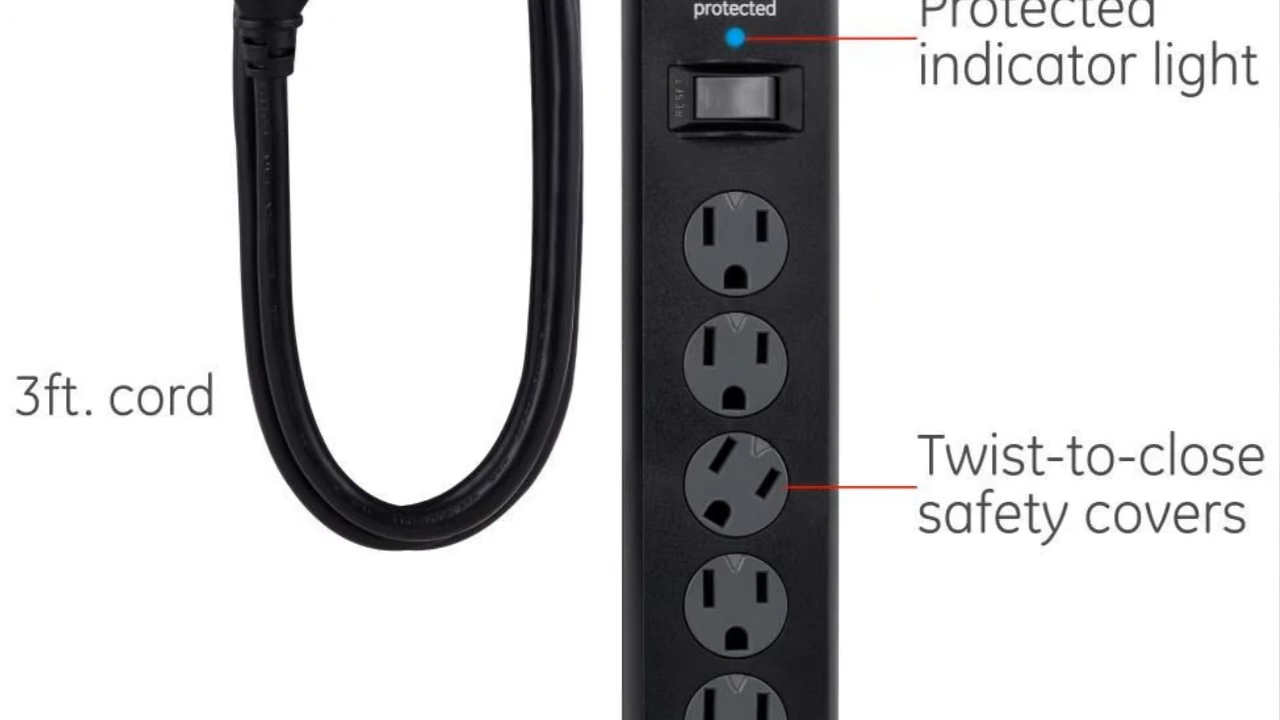 protected
Protected
indicator light
RESET
3ft. cord
Twist-to-close
safety covers